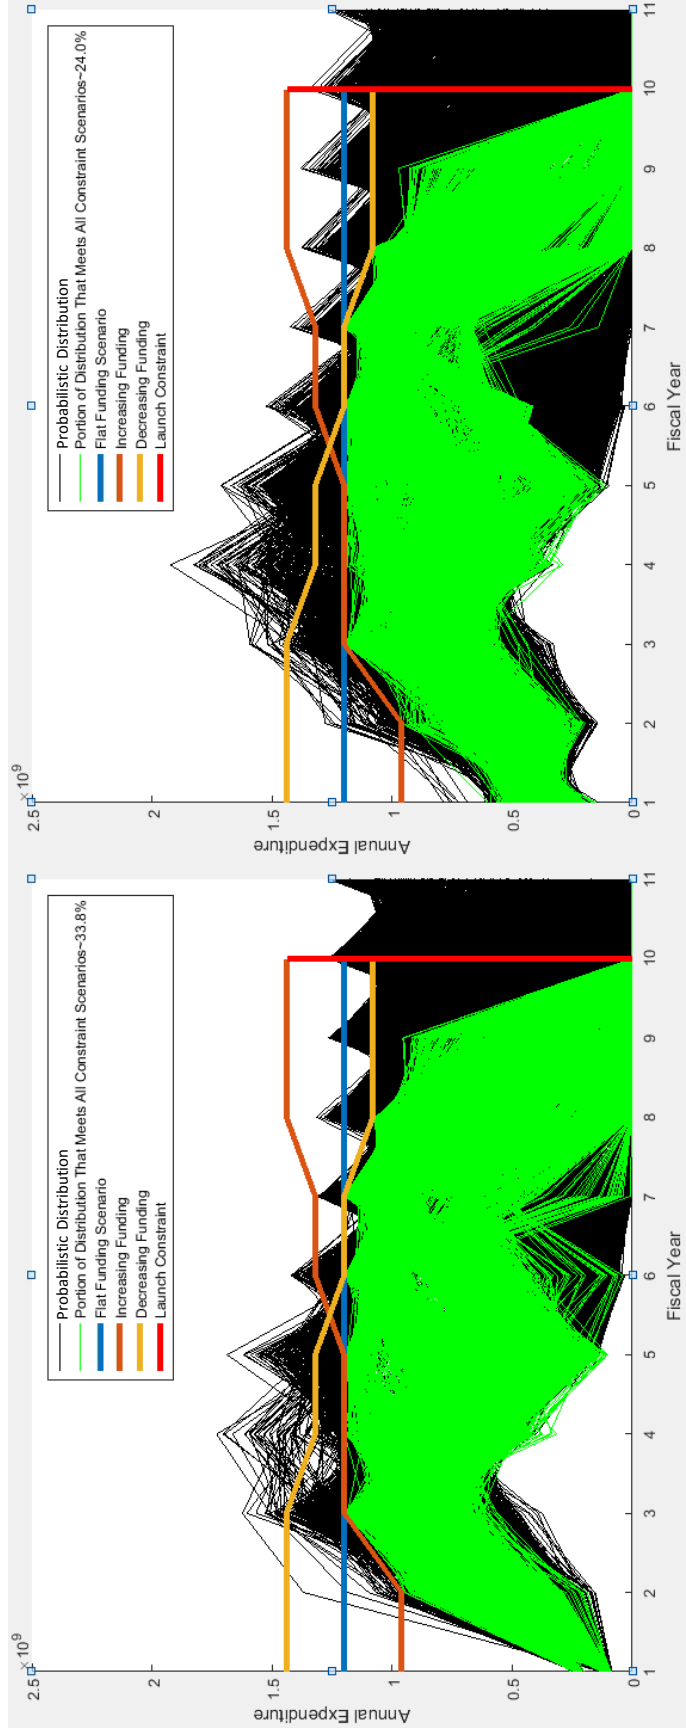 ×10⁹
2.5
2
1.5
1
0.5
0
Annual Expenditure
1
2
3
4
5
6
7
8
9
10
11
Fiscal Year
Probabilistic Distribution
Portion of Distribution That Meets All Constraint Scenarios~33.8%
Flat Funding Scenario
Increasing Funding
Decreasing Funding
Launch Constraint
×10⁹
2.5
2
1.5
1
0.5
0
Annual Expenditure
1
2
3
4
5
6
7
8
9
10
11
Fiscal Year
Probabilistic Distribution
Portion of Distribution That Meets All Constraint Scenarios~24.0%
Flat Funding Scenario
Increasing Funding
Decreasing Funding
Launch Constraint